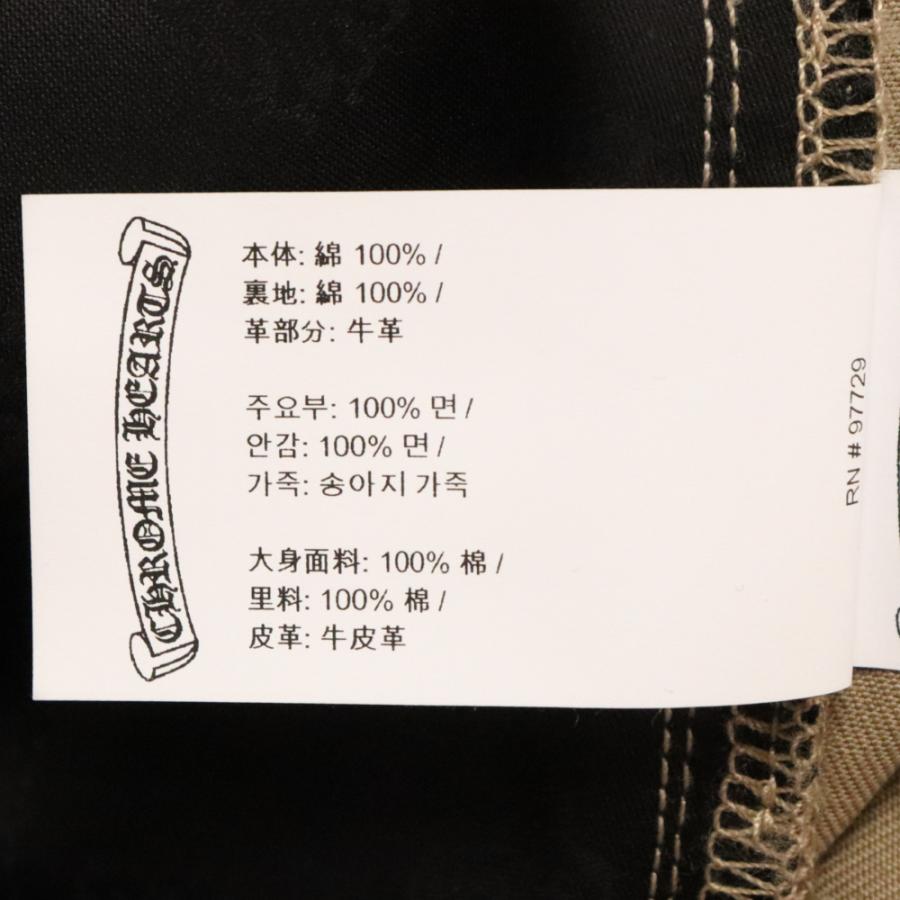 CHROME HEARTS
本体: 綿 100% /
裏地: 綿 100% /
革部分: 牛革
주요부: 100% 면 /
안감: 100% 면 /
가죽: 송아지 가죽
大身面料: 100% 棉 /
里料: 100% 棉 /
皮革: 牛皮革
RN # 97729